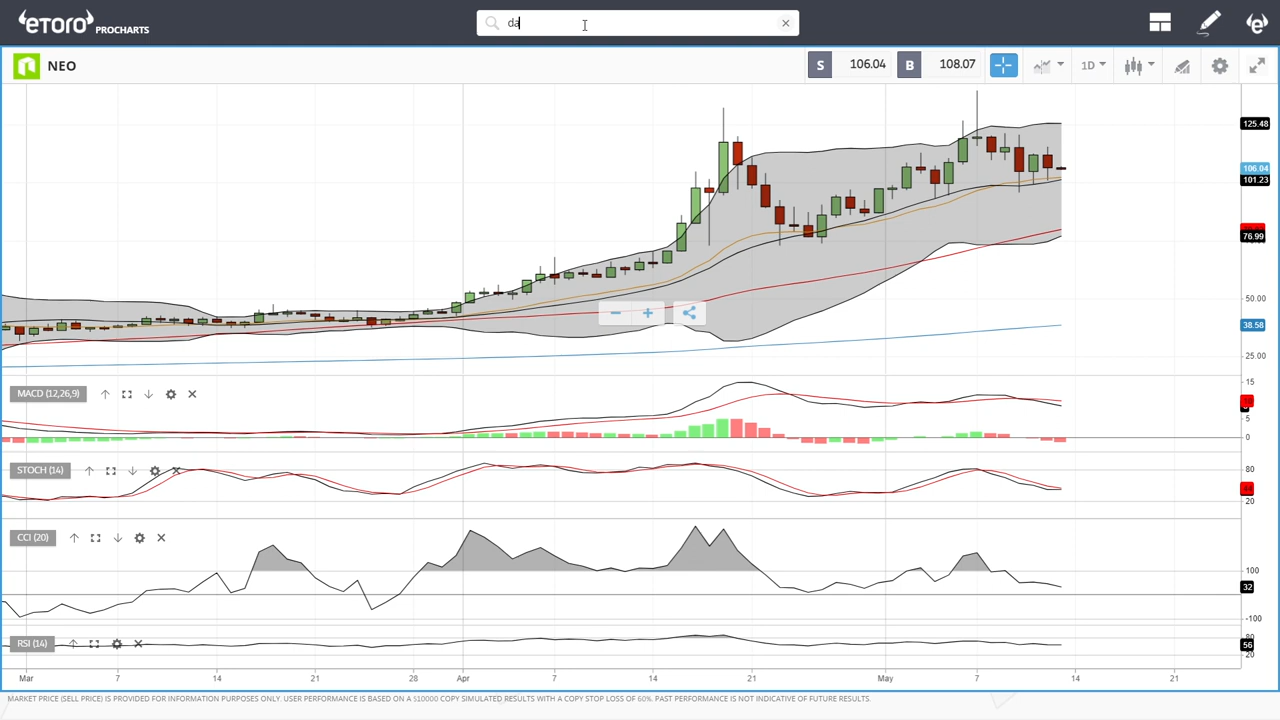 eToro PROCHARTS
da
NEO
S 106.04 B 108.07 1D
125.48
106.04
101.23
76.99
50.00
38.58
25.00
MACD (12,26,9)
15
5
0
STOCH (14)
80
44
20
CCI (20)
100
32
-100
RSI (14)
80
56
20
Mar 7 14 21 28 Apr 7 14 21 May 7 14 21
MARKET PRICE (SELL PRICE) IS PROVIDED FOR INFORMATION PURPOSES ONLY. USER PERFORMANCE IS BASED ON A $10000 COPY SIMULATED RESULTS WITH A COPY STOP LOSS OF 60%. PAST PERFORMANCE IS NOT INDICATIVE OF FUTURE RESULTS.